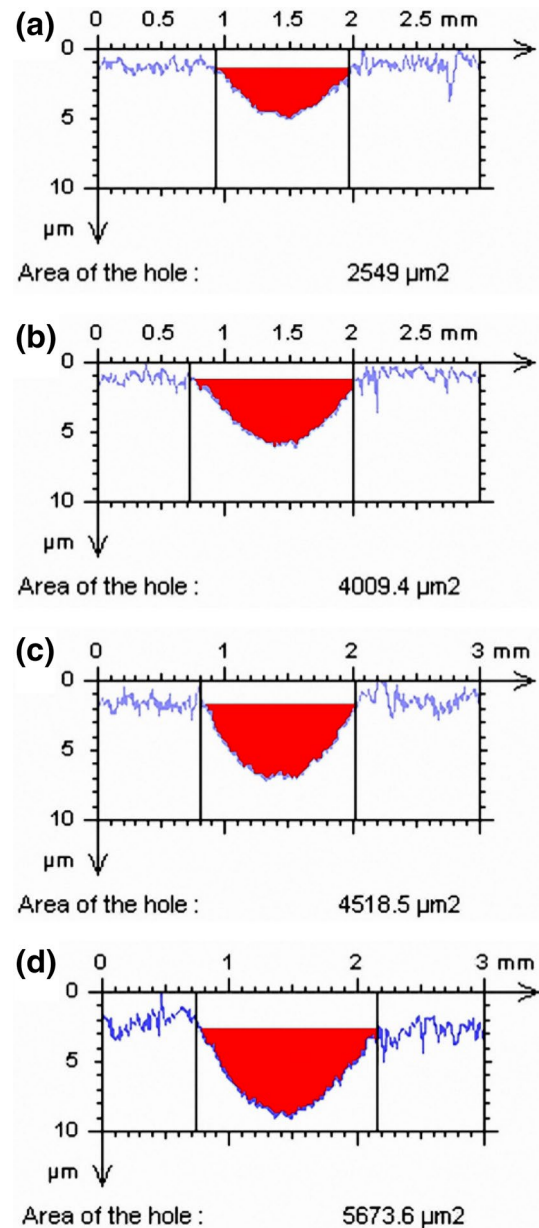 (a)
0 0.5 1 1.5 2 2.5 mm
0
5
10
µm
Area of the hole : 2549 µm2
(b)
0 0.5 1 1.5 2 2.5 mm
0
5
10
µm
Area of the hole : 4009.4 µm2
(c)
0 1 2 3 mm
0
5
10
µm
Area of the hole : 4518.5 µm2
(d)
0 1 2 3 mm
0
5
10
µm
Area of the hole : 5673.6 µm2